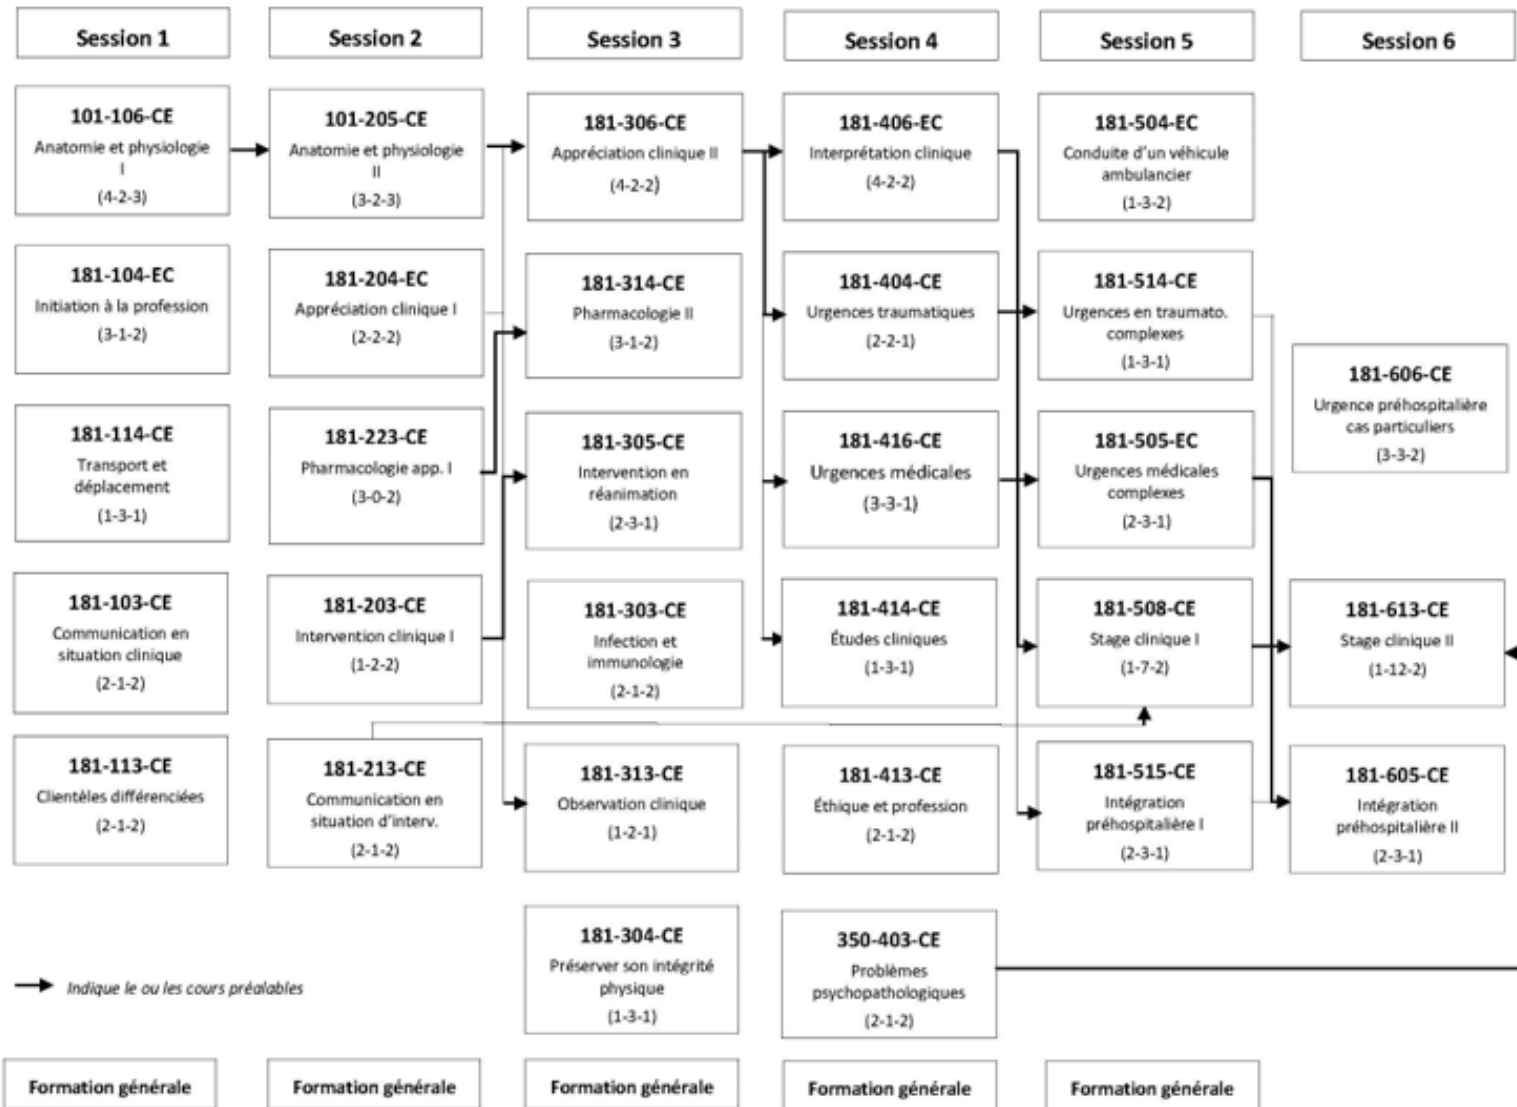 Session 1
Session 2
Session 3
Session 4
Session 5
Session 6
101-106-CE
Anatomie et physiologie
I
(4-2-3)
101-205-CE
Anatomie et physiologie
II
(3-2-3)
181-306-CE
Appréciation clinique II
(4-2-2)
181-406-EC
Interprétation clinique
(4-2-2)
181-504-EC
Conduite d'un véhicule
ambulancier
(1-3-2)
181-104-EC
Initiation à la profession
(3-1-2)
181-204-EC
Appréciation clinique I
(2-2-2)
181-314-CE
Pharmacologie II
(3-1-2)
181-404-CE
Urgences traumatiques
(2-2-1)
181-514-CE
Urgences en traumato.
complexes
(1-3-1)
181-606-CE
Urgence préhospitalière
cas particuliers
(3-3-2)
181-114-CE
Transport et
déplacement
(1-3-1)
181-223-CE
Pharmacologie app. I
(3-0-2)
181-305-CE
Intervention en
réanimation
(2-3-1)
181-416-CE
Urgences médicales
(3-3-1)
181-505-EC
Urgences médicales
complexes
(2-3-1)
181-103-CE
Communication en
situation clinique
(2-1-2)
181-203-CE
Intervention clinique I
(1-2-2)
181-303-CE
Infection et
immunologie
(2-1-2)
181-414-CE
Études cliniques
(1-3-1)
181-508-CE
Stage clinique I
(1-7-2)
181-613-CE
Stage clinique II
(1-12-2)
181-113-CE
Clientèles différenciées
(2-1-2)
181-213-CE
Communication en
situation d'interv.
(2-1-2)
181-313-CE
Observation clinique
(1-2-1)
181-413-CE
Éthique et profession
(2-1-2)
181-515-CE
Intégration
préhospitalière I
(2-3-1)
181-605-CE
Intégration
préhospitalière II
(2-3-1)
181-304-CE
Préserver son intégrité
physique
(1-3-1)
350-403-CE
Problèmes
psychopathologiques
(2-1-2)
Indique le ou les cours préalables
Formation générale
Formation générale
Formation générale
Formation générale
Formation générale